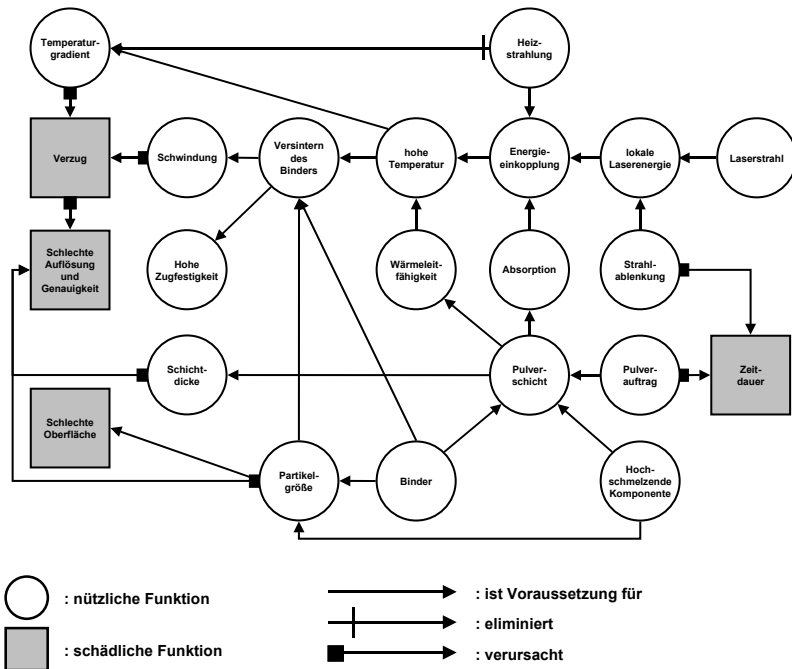 Temperatur-
gradient
Heiz-
strahlung
Verzug
Schwindung
Versintern
des
Binders
hohe
Temperatur
Energie-
einkopplung
lokale
Laserenergie
Laserstrahl
Schlechte
Auflösung
und
Genauigkeit
Hohe
Zugfestigkeit
Wärmeleit-
fähigkeit
Absorption
Strahl-
ablenkung
Schicht-
dicke
Pulver-
schicht
Pulver-
auftrag
Zeit-
dauer
Schlechte
Oberfläche
Partikel-
größe
Binder
Hoch-
schmelzende
Komponente
: nützliche Funktion
: schädliche Funktion
: ist Voraussetzung für
: eliminiert
: verursacht